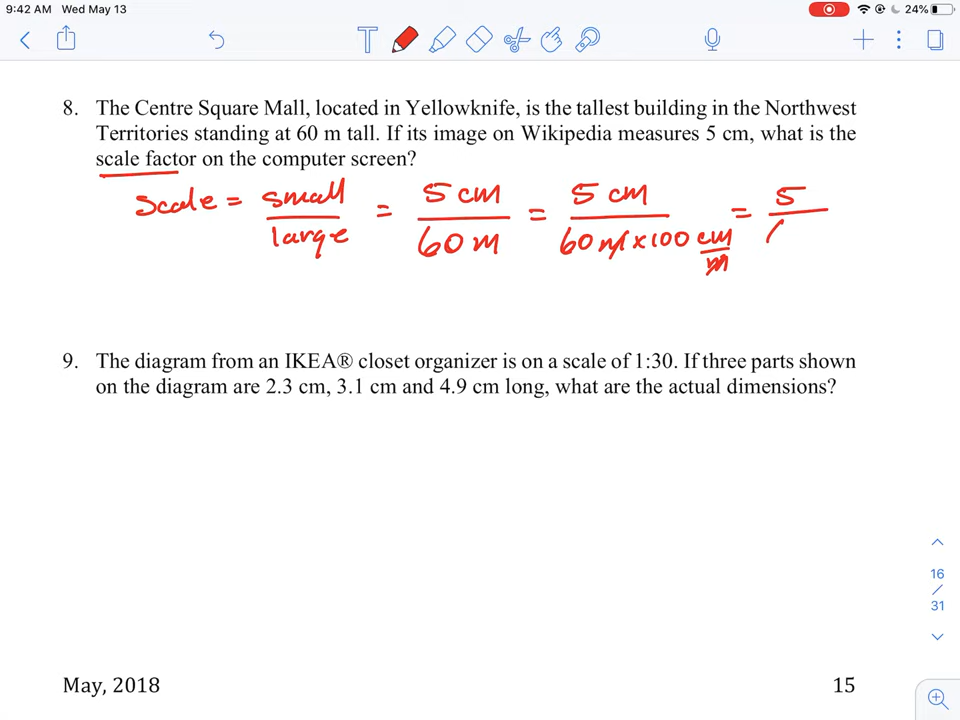 9:42 AM Wed May 13
24%
8. The Centre Square Mall, located in Yellowknife, is the tallest building in the Northwest
Territories standing at 60 m tall. If its image on Wikipedia measures 5 cm, what is the
scale factor on the computer screen?
scale = small / large = 5 cm / 60 m = 5 cm / 60 m x 100 cm / m = 5 /
9. The diagram from an IKEA® closet organizer is on a scale of 1:30. If three parts shown
on the diagram are 2.3 cm, 3.1 cm and 4.9 cm long, what are the actual dimensions?
16
/
31
May, 2018
15